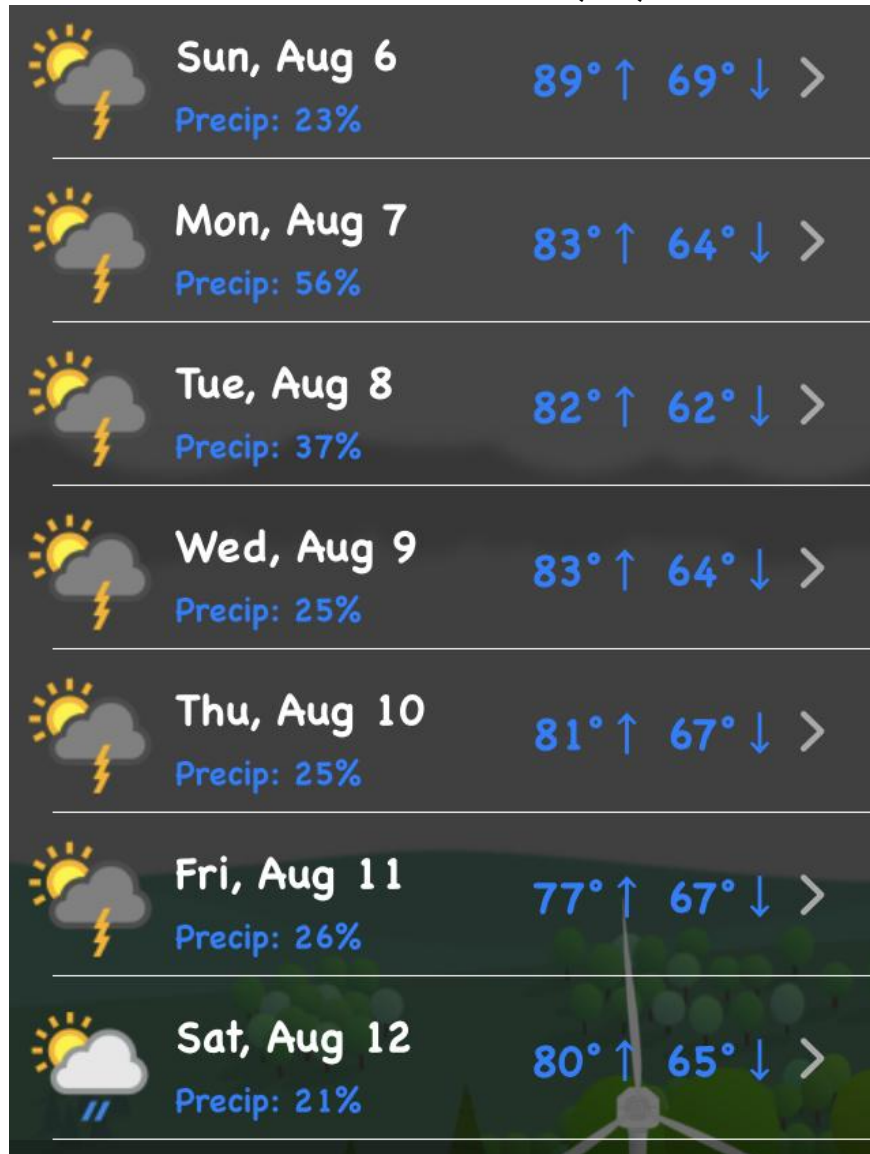 Sun, Aug 6
89°↑ 69°↓
Precip: 23%
Mon, Aug 7
83°↑ 64°↓
Precip: 56%
Tue, Aug 8
82°↑ 62°↓
Precip: 37%
Wed, Aug 9
83°↑ 64°↓
Precip: 25%
Thu, Aug 10
81°↑ 67°↓
Precip: 25%
Fri, Aug 11
77°↑ 67°↓
Precip: 26%
Sat, Aug 12
80°↑ 65°↓
Precip: 21%